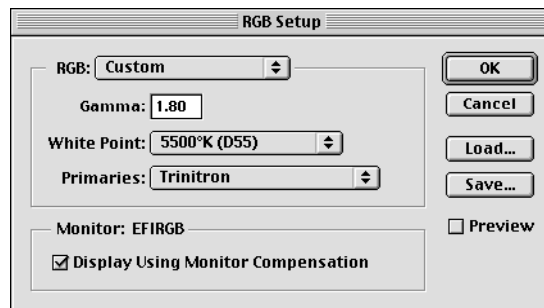 RGB Setup
RGB: Custom
Gamma: 1.80
White Point: 5500°K (D55)
Primaries: Trinitron
Monitor: EFIRGB
Display Using Monitor Compensation
OK
Cancel
Load...
Save...
Preview